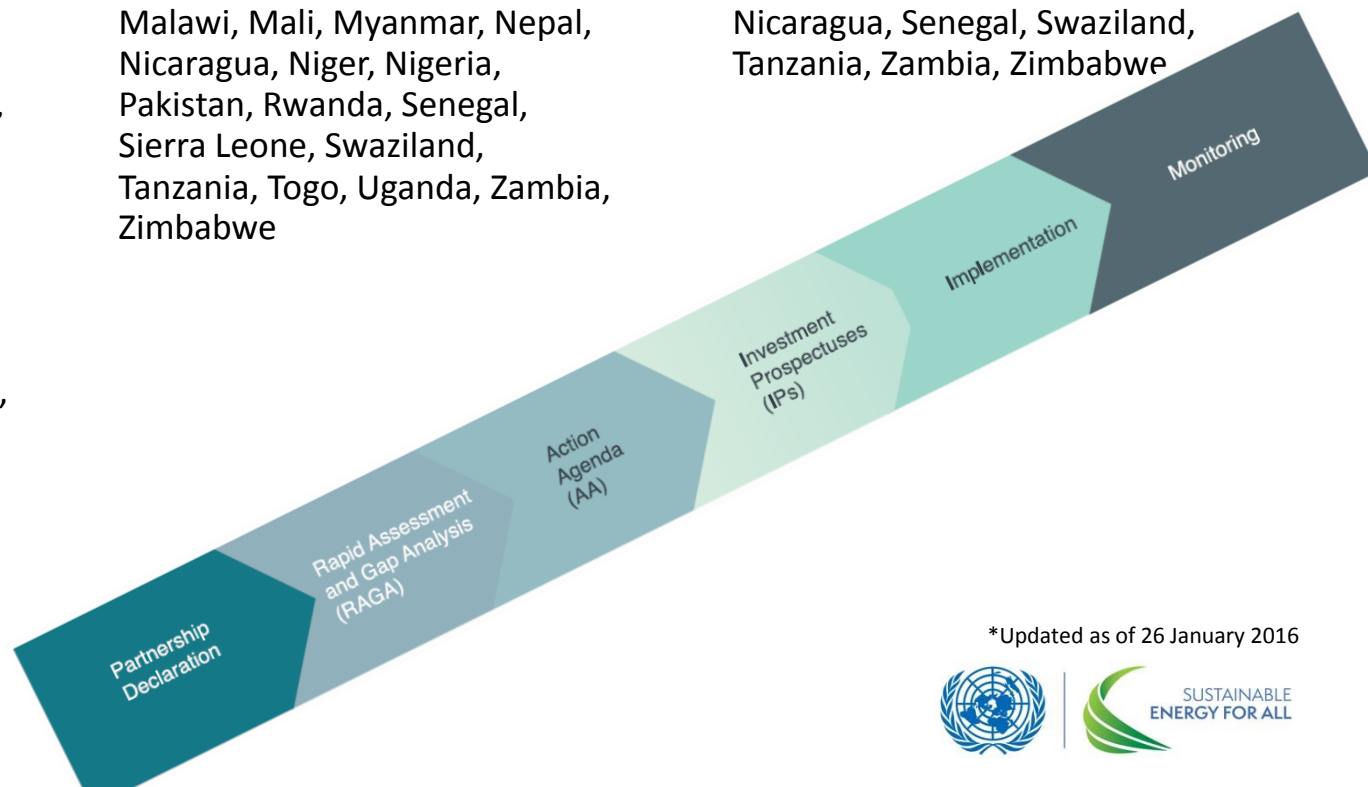 Malawi, Mali, Myanmar, Nepal,
Nicaragua, Niger, Nigeria,
Pakistan, Rwanda, Senegal,
Sierra Leone, Swaziland,
Tanzania, Togo, Uganda, Zambia,
Zimbabwe
Nicaragua, Senegal, Swaziland,
Tanzania, Zambia, Zimbabwe
,
,
Partnership
Declaration
Rapid Assessment
and Gap Analysis
(RAGA)
Action
Agenda
(AA)
Investment
Prospectuses
(IPs)
Implementation
Monitoring
*Updated as of 26 January 2016
SUSTAINABLE
ENERGY FOR ALL